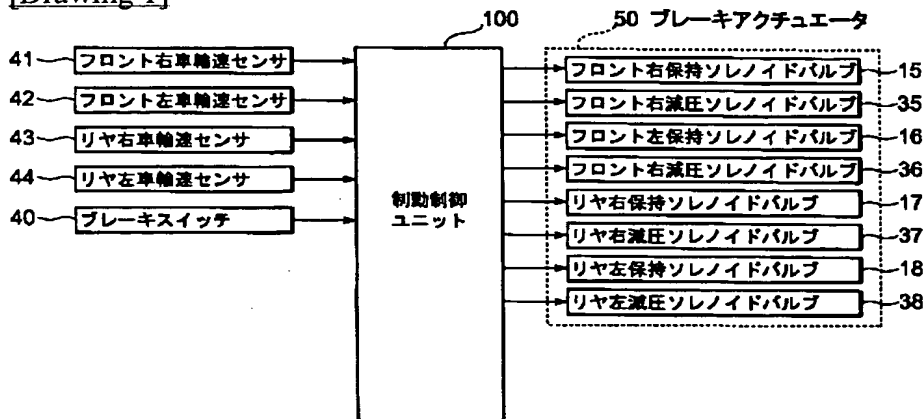 [Drawing 1]
100
50 ブレーキアクチュエータ
41 フロント右車輪速センサ
42 フロント左車輪速センサ
43 リヤ右車輪速センサ
44 リヤ左車輪速センサ
40 ブレーキスイッチ
制動制御
ユニット
フロント右保持ソレノイドバルブ 15
フロント右減圧ソレノイドバルブ 35
フロント左保持ソレノイドバルブ 16
フロント右減圧ソレノイドバルブ 36
リヤ右保持ソレノイドバルブ 17
リヤ右減圧ソレノイドバルブ 37
リヤ左保持ソレノイドバルブ 18
リヤ左減圧ソレノイドバルブ 38